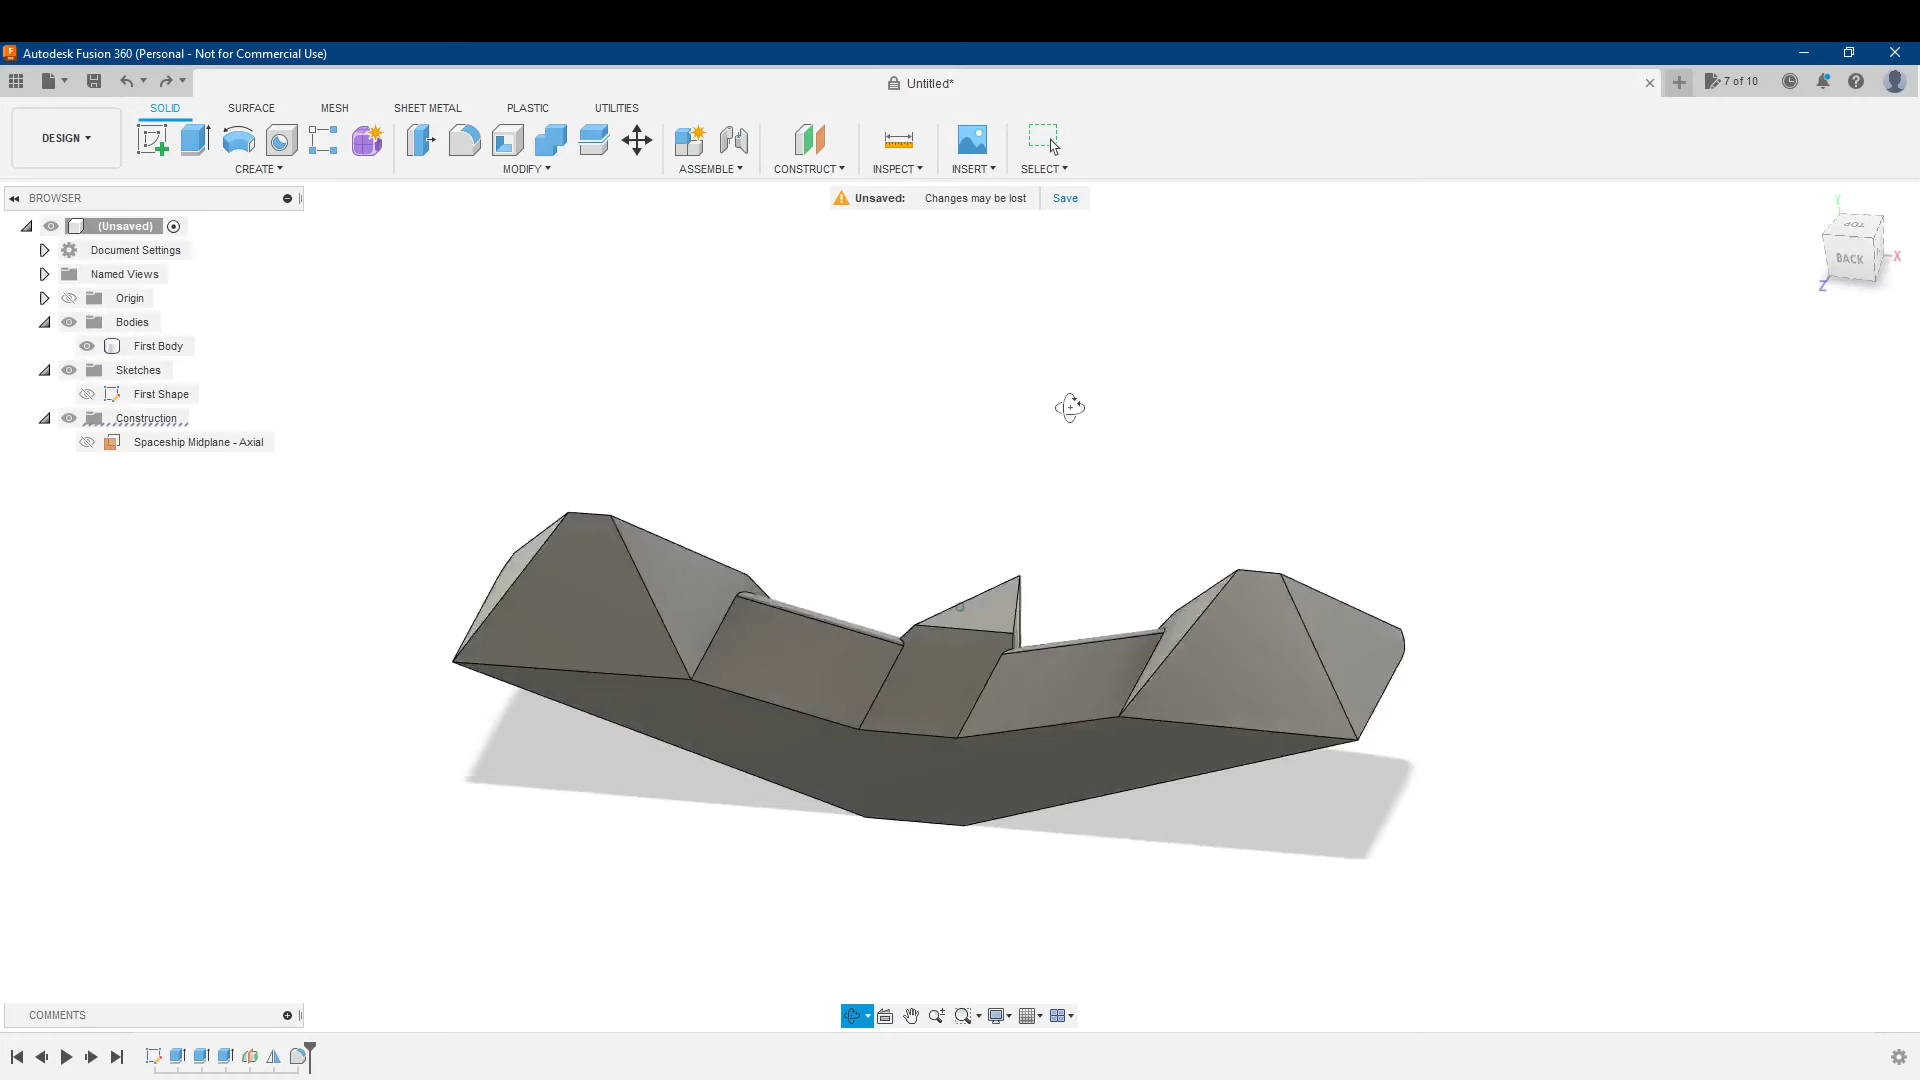 Autodesk Fusion 360 (Personal - Not for Commercial Use)
Untitled*
7 of 10
SOLID SURFACE MESH SHEET METAL PLASTIC UTILITIES
DESIGN
CREATE MODIFY ASSEMBLE CONSTRUCT INSPECT INSERT SELECT
BROWSER
Unsaved: Changes may be lost Save
(Unsaved)
Document Settings
Named Views
Origin
Bodies
First Body
Sketches
First Shape
Construction
Spaceship Midplane - Axial
Y
TOP
BACK
X
Z
COMMENTS